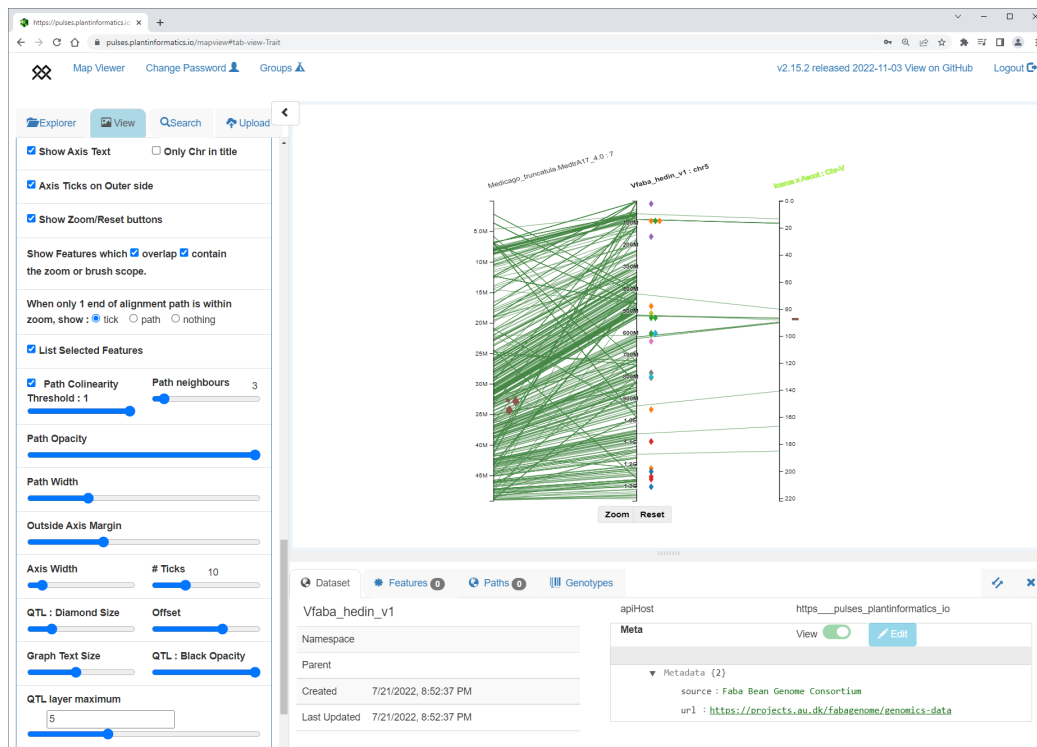 https://pulses.plantinformatics.io
pulses.plantinformatics.io/mapview#tab-view-Trait
Map Viewer
Change Password
Groups
v2.15.2 released 2022-11-03 View on GitHub
Logout
Explorer
View
Search
Upload
Show Axis Text
Only Chr in title
Axis Ticks on Outer side
Show Zoom/Reset buttons
Show Features which overlap contain
the zoom or brush scope.
When only 1 end of alignment path is within
zoom, show : tick path nothing
List Selected Features
Path Colinearity
Threshold : 1
Path neighbours 3
Path Opacity
Path Width
Outside Axis Margin
Axis Width
# Ticks 10
QTL : Diamond Size
Offset
Graph Text Size
QTL : Black Opacity
QTL layer maximum
5
Medicago_truncatula.MedtrA17_4.0 : 7
5.0M
10M
15M
20M
25M
30M
35M
40M
45M
Vfaba_hedin_v1 : chr5
100M
200M
300M
500M
600M
700M
800M
900M
0.0
20
40
60
80
100
120
140
160
180
200
220
Zoom
Reset
Dataset
Features 0
Paths 0
Genotypes
Vfaba_hedin_v1
Namespace
Parent
Created 7/21/2022, 8:52:37 PM
Last Updated 7/21/2022, 8:52:37 PM
apiHost https___pulses_plantinformatics_io
Meta
View
Edit
Metadata {2}
source : Faba Bean Genome Consortium
url : https://projects.au.dk/fabagenome/genomics-data